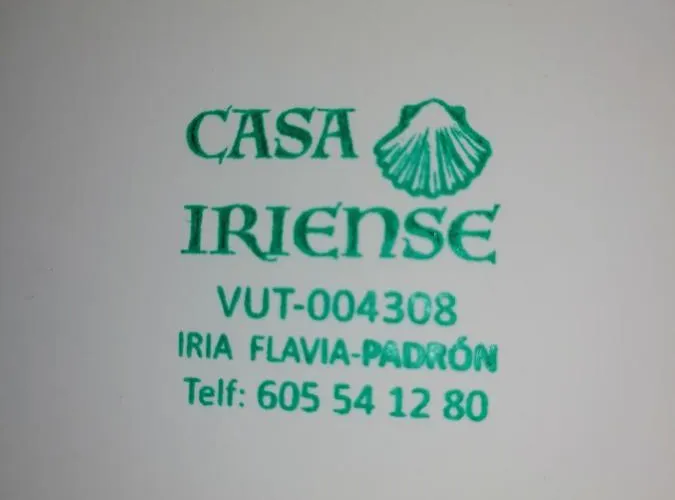 CASA
IRIENSE
VUT-004308
IRIA FLAVIA-PADRÓN
Telf: 605 54 12 80